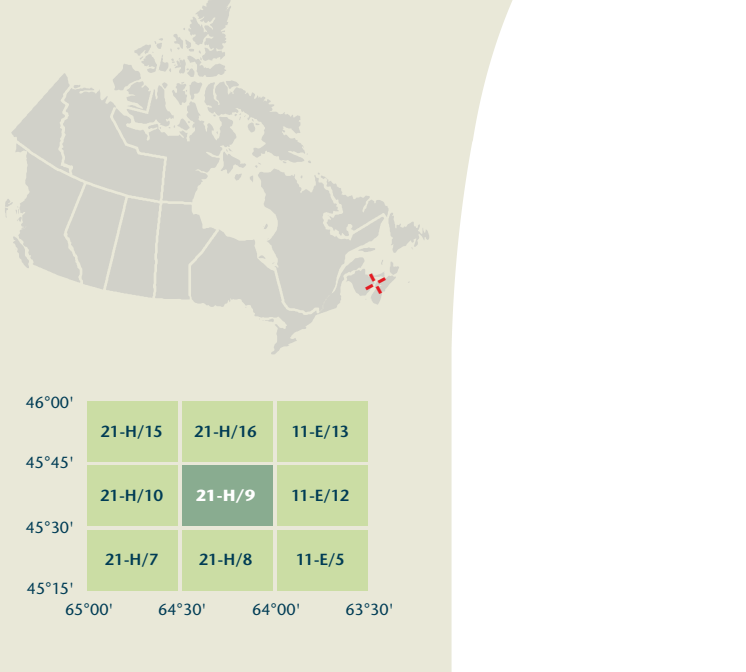 46°00'
21-H/15 21-H/16 11-E/13
45°45'
21-H/10 21-H/9 11-E/12
45°30'
21-H/7 21-H/8 11-E/5
45°15'
65°00' 64°30' 64°00' 63°30'